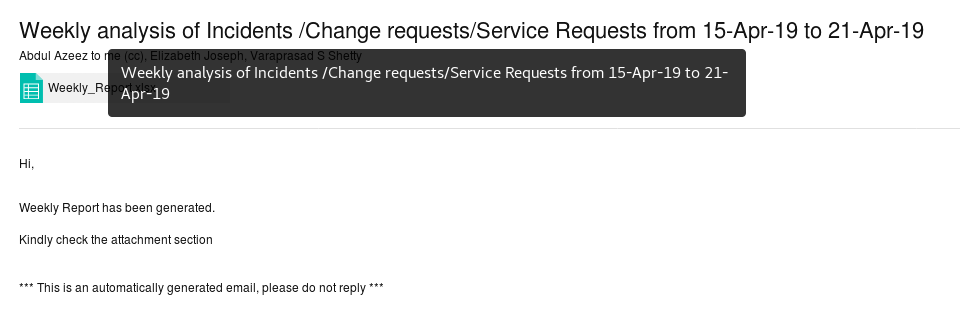 Weekly analysis of Incidents /Change requests/Service Requests from 15-Apr-19 to 21-Apr-19
Abdul Azeez to me (cc), Elizabeth Joseph, Varaprasad S Shetty
Weekly analysis of Incidents /Change requests/Service Requests from 15-Apr-19 to 21-
Apr-19
Weekly_Report.xlsx
Hi,
Weekly Report has been generated.
Kindly check the attachment section
*** This is an automatically generated email, please do not reply ***